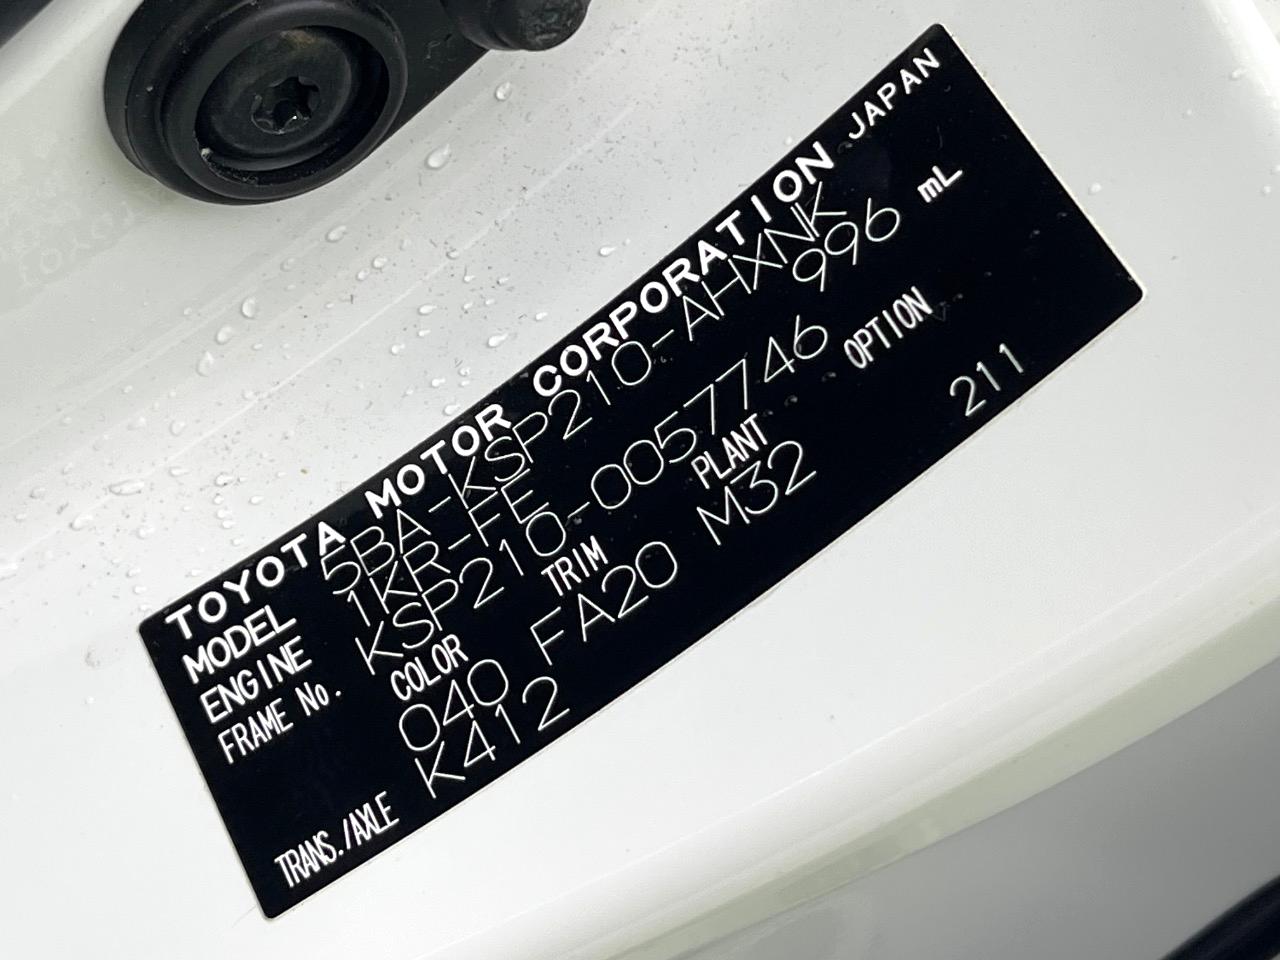 TOYOTA MOTOR CORPORATION JAPAN
MODEL 5BA-KSP210-AHXNK
ENGINE 1KR-FE 996 mL
FRAME No. KSP210-0057746
COLOR TRIM PLANT OPTION
040 FA20 M32 211
TRANS./AXLE K412